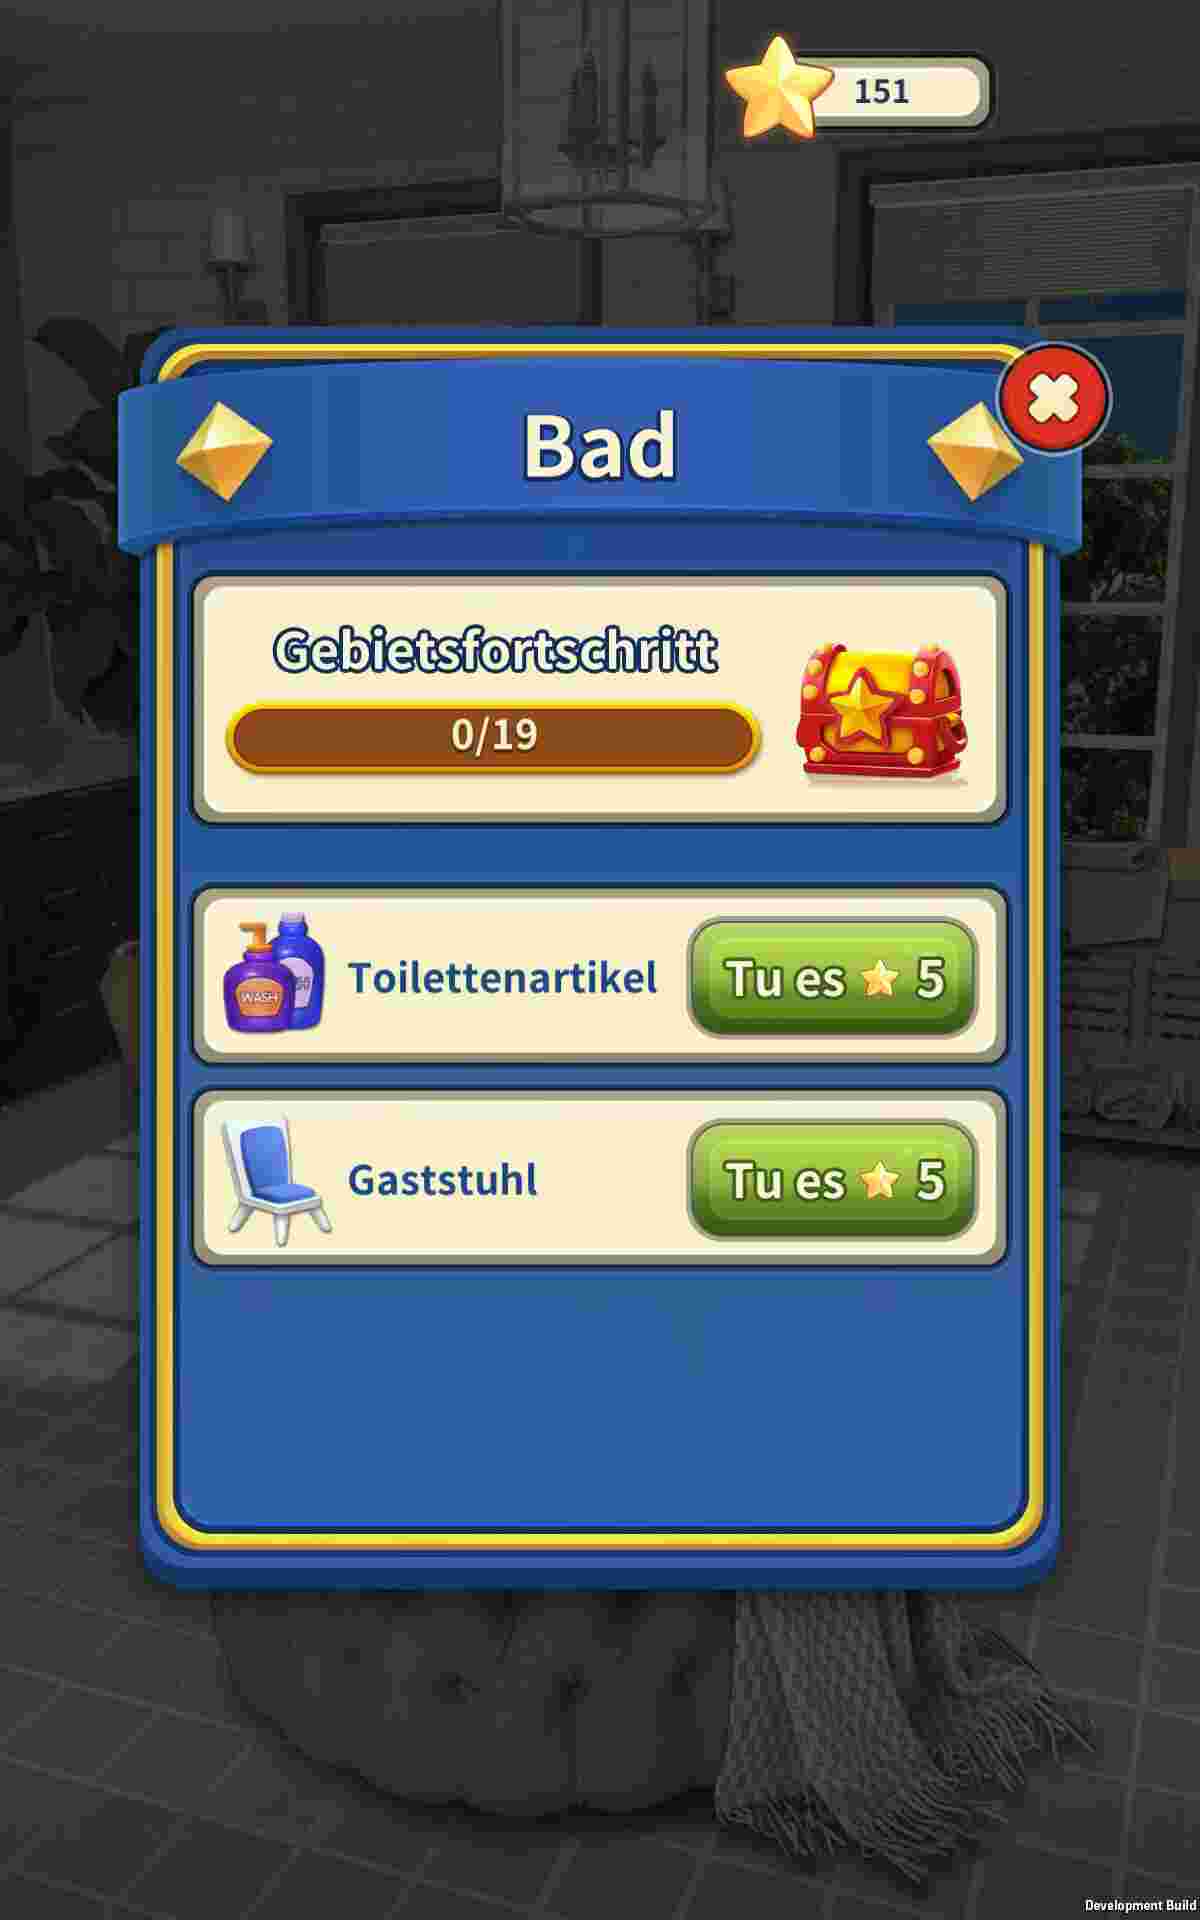 151
Bad
Gebietsfortschritt
0/19
WASH
Toilettenartikel
Tu es 5
Gaststuhl
Tu es 5
Development Build